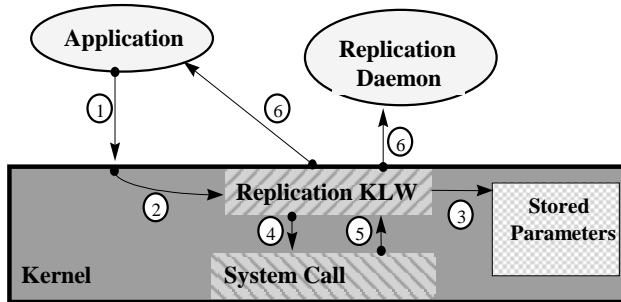 Application
Replication
Daemon
1
6
6
2
Replication KLW
3
Stored
Parameters
4
5
Kernel
System Call